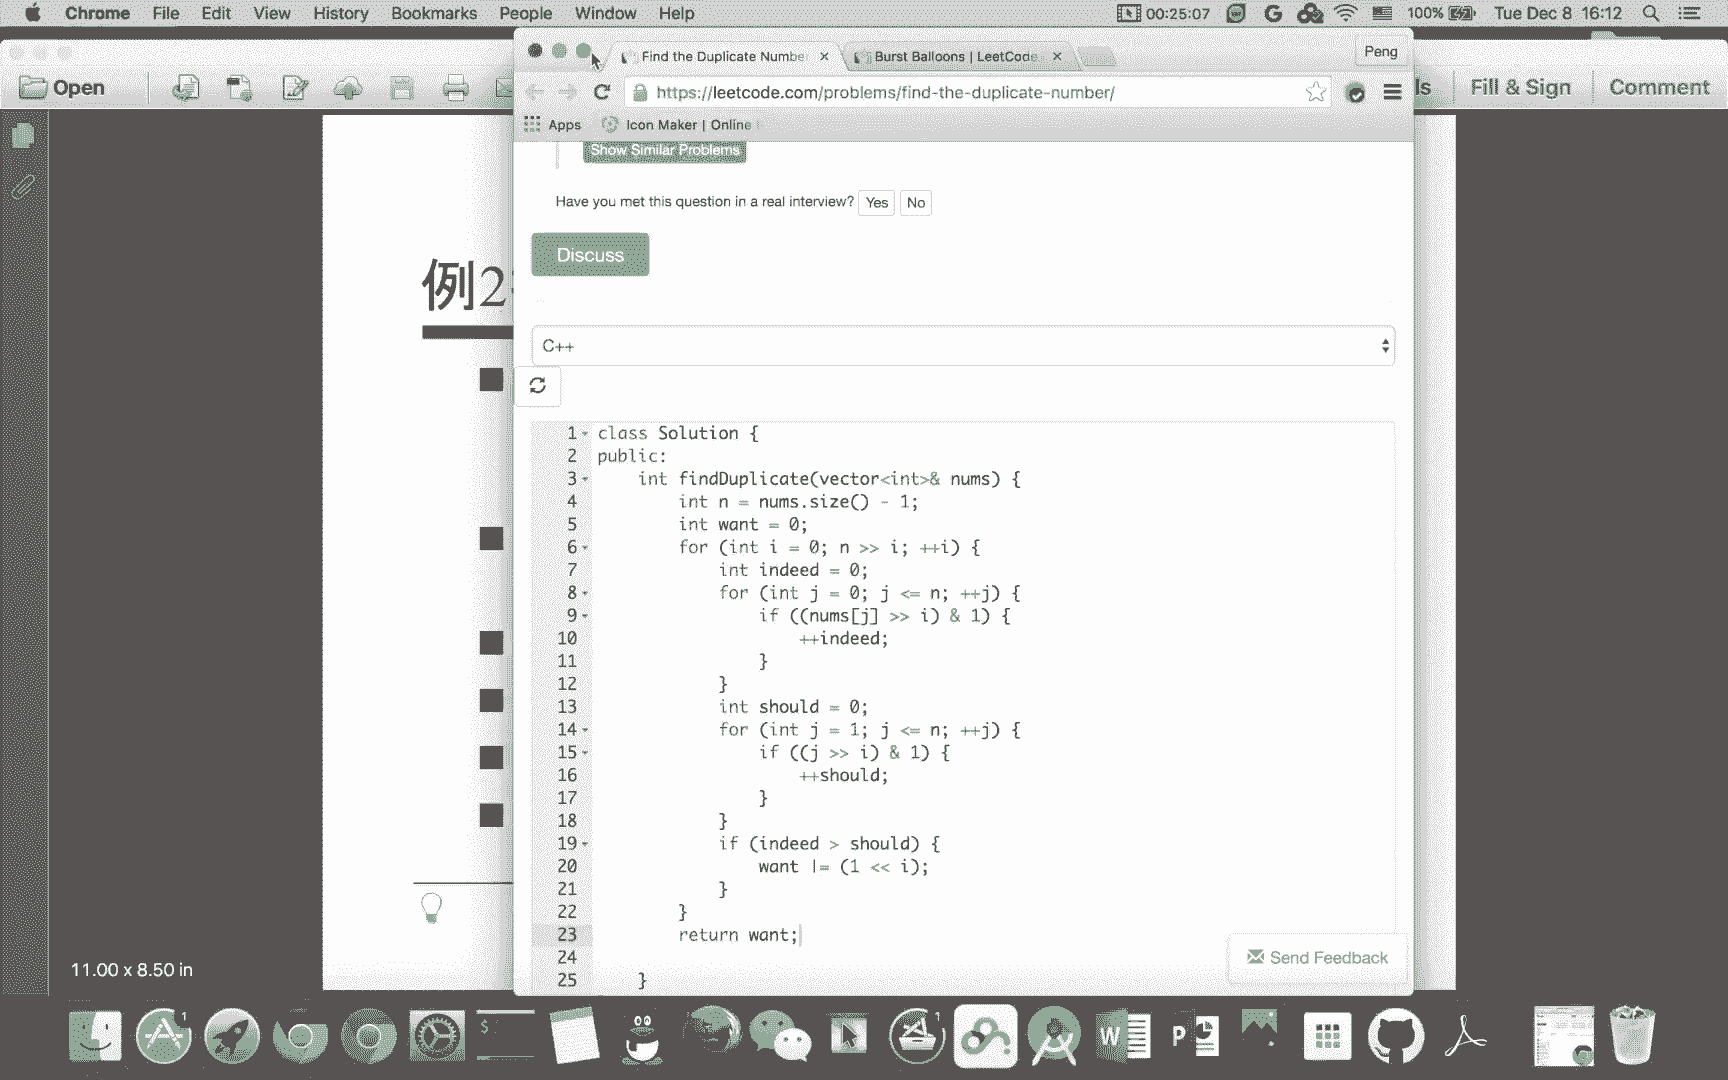 Chrome File Edit View History Bookmarks People Window Help 00:25:07 100% Tue Dec 8 16:12
Open
Fill & Sign
Comment
Find the Duplicate Number
Burst Balloons | LeetCode
Peng
https://leetcode.com/problems/find-the-duplicate-number/
Apps
Icon Maker | Online
Show Similar Problems
Have you met this question in a real interview? Yes No
Discuss
例2
C++
1 class Solution {
2 public:
3     int findDuplicate(vector<int>& nums) {
4         int n = nums.size() - 1;
5         int want = 0;
6         for (int i = 0; n >> i; ++i) {
7             int indeed = 0;
8             for (int j = 0; j <= n; ++j) {
9                 if ((nums[j] >> i) & 1) {
10                     ++indeed;
11                 }
12             }
13             int should = 0;
14             for (int j = 1; j <= n; ++j) {
15                 if ((j >> i) & 1) {
16                     ++should;
17                 }
18             }
19             if (indeed > should) {
20                 want |= (1 << i);
21             }
22         }
23         return want;
24
25     }
Send Feedback
11.00 x 8.50 in